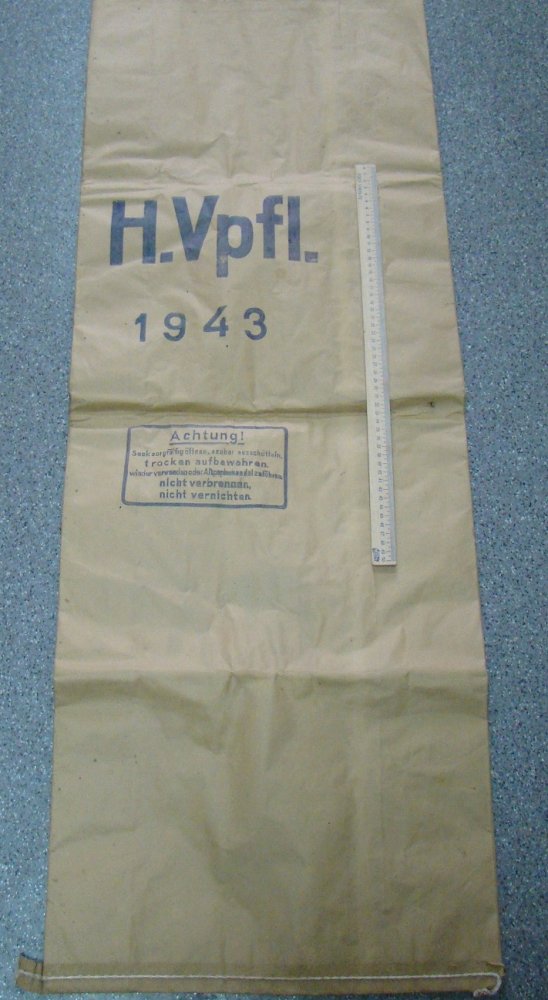 H.Vpfl.
1943
Achtung!
Sack sorgfältig öffnen, sauber ausschütteln,
trocken aufbewahren,
wieder verwenden oder Altpapierhandel zuführen,
nicht verbrennen,
nicht vernichten.